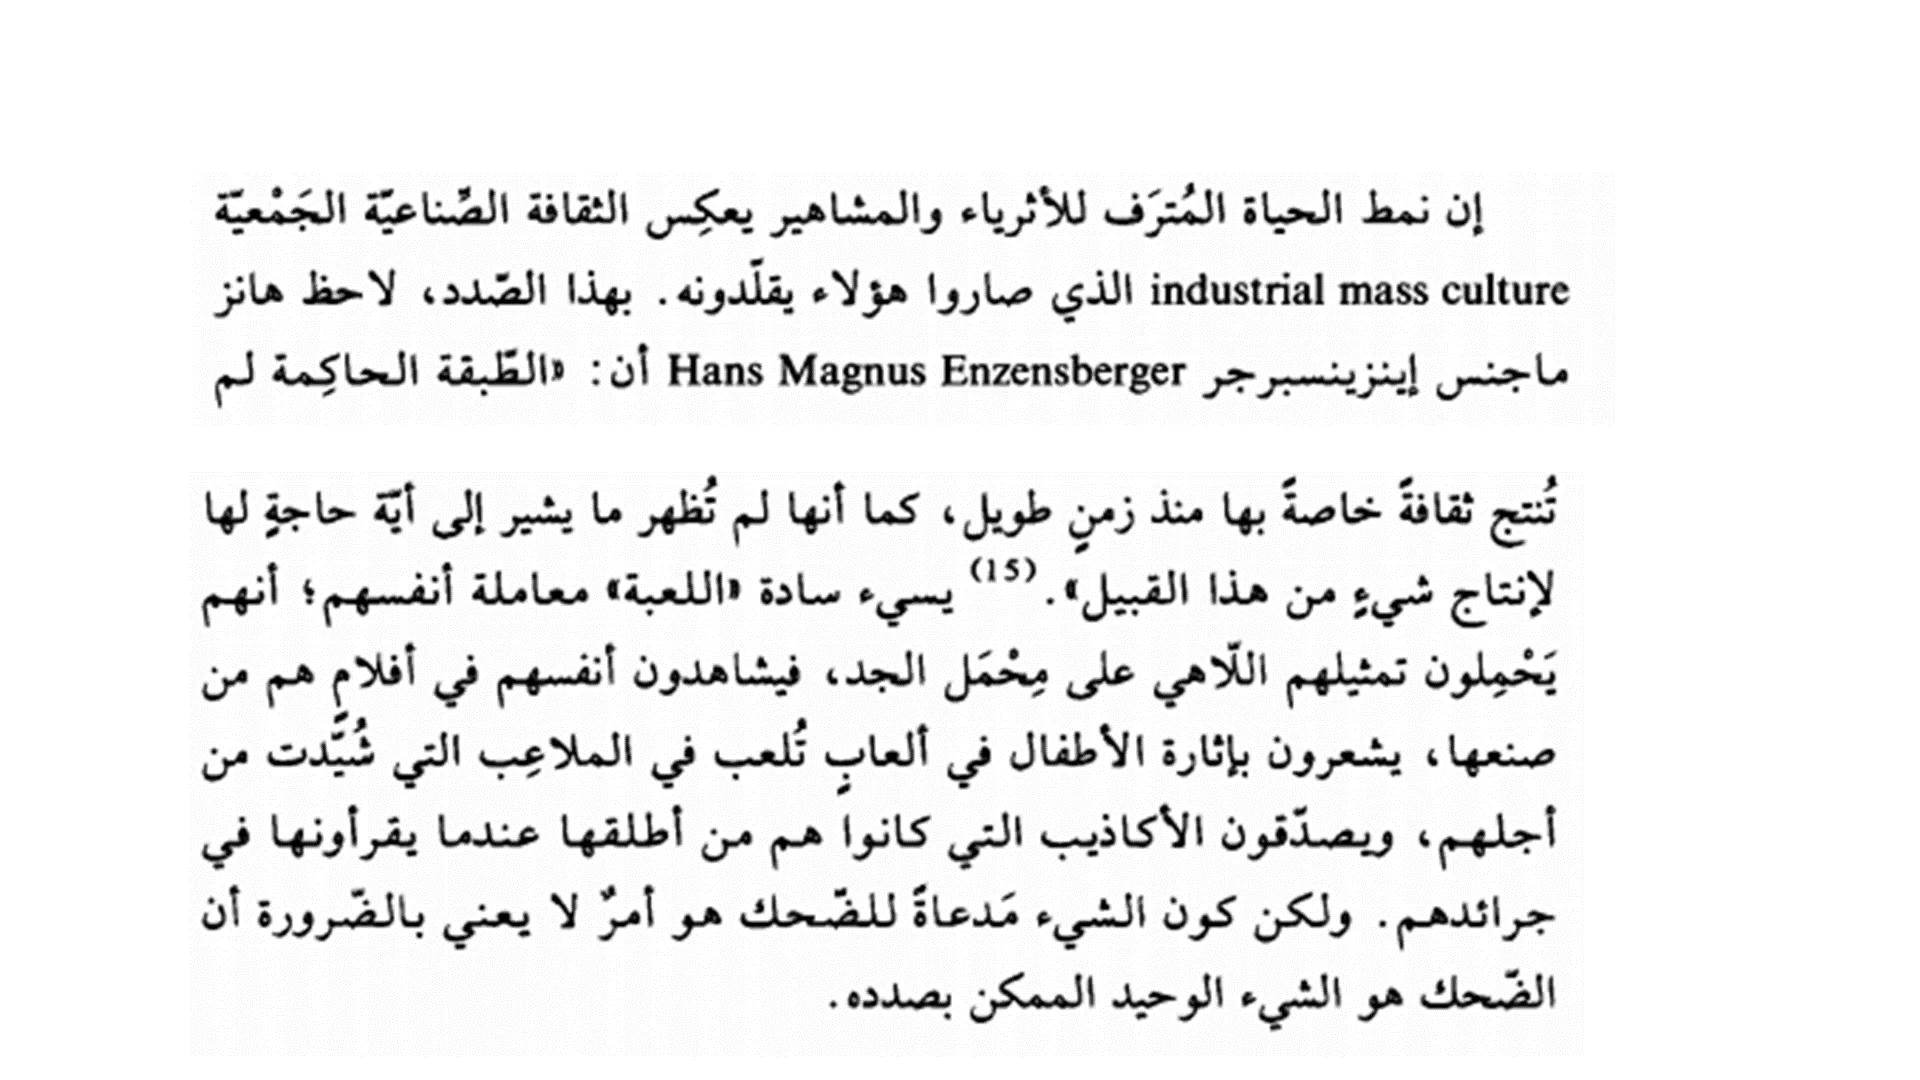 إن نمط الحياة المُترَف للأثرياء والمشاهير يعكِس الثقافة الصِّناعيّة الجَمْعيّة
industrial mass culture الذي صاروا هؤلاء يقلّدونه. بهذا الصّدد، لاحظ هانز
ماجنس إينزينسبرجر Hans Magnus Enzensberger أن: «الطّبقة الحاكِمة لم
تُنتج ثقافةً خاصةً بها منذ زمنٍ طويل، كما أنها لم تُظهر ما يشير إلى أيّة حاجةٍ لها
لإنتاج شيءٍ من هذا القبيل».(15) يسيء سادة «اللعبة» معاملة أنفسهم؛ أنهم
يَحْمِلون تمثيلهم اللّاهي على مِحْمَل الجد، فيشاهدون أنفسهم في أفلامٍ هم من
صنعها، يشعرون بإثارة الأطفال في ألعابٍ تُلعب في الملاعِب التي شُيَّدت من
أجلهم، ويصدّقون الأكاذيب التي كانوا هم من أطلقها عندما يقرأونها في
جرائدهم. ولكن كون الشيء مَدعاةً للضّحك هو أمرٌ لا يعني بالضّرورة أن
الضّحك هو الشيء الوحيد الممكن بصدده.